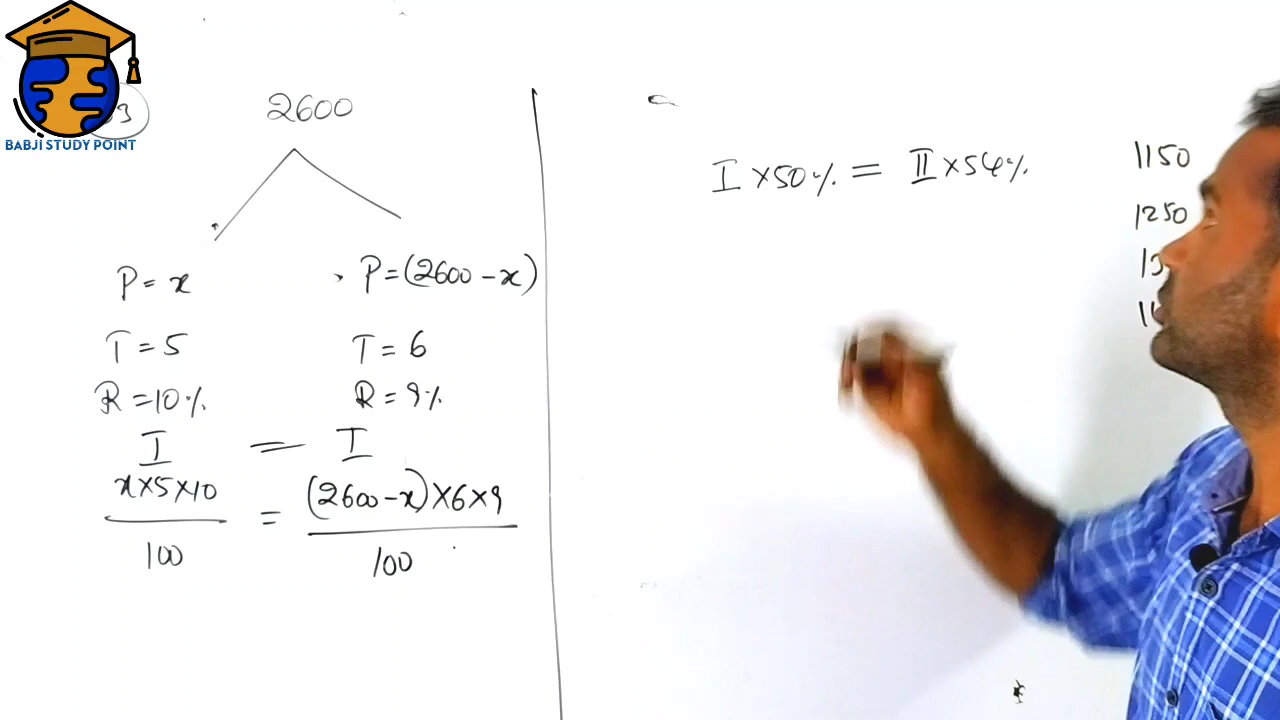 BABJI STUDY POINT
2600
P = x
P = (2600 - x)
T = 5
T = 6
R = 10%
R = 9%
I = I
x×5×10 = (2600 - x)×6×9
100
100
I ×50% = II ×54%
1150
1250